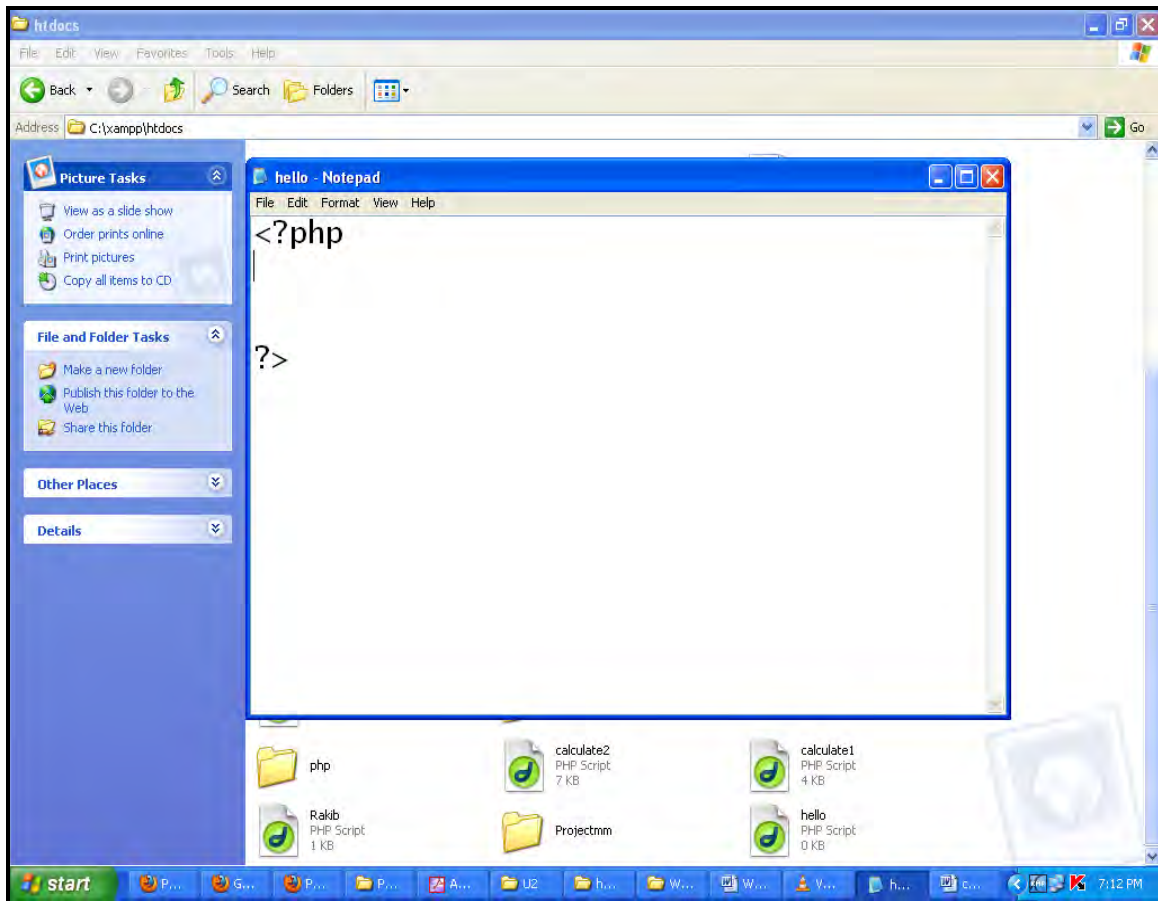 htdocs
File Edit View Favorites Tools Help
Back Search Folders
Address C:\xampp\htdocs Go
Picture Tasks
View as a slide show
Order prints online
Print pictures
Copy all items to CD
File and Folder Tasks
Make a new folder
Publish this folder to the
Web
Share this folder
Other Places
Details
hello - Notepad
File Edit Format View Help
<?php
?>
php
calculate2
PHP Script
7 KB
calculate1
PHP Script
4 KB
Rakib
PHP Script
1 KB
Projectmm
hello
PHP Script
0 KB
start P... G... P... P... A... U2 h... W... W... V... h... c... 7:12 PM